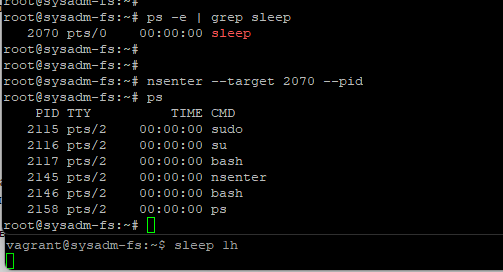 root@sysadm-fs:~#
root@sysadm-fs:~# ps -e | grep sleep
   2070 pts/0    00:00:00 sleep
root@sysadm-fs:~#
root@sysadm-fs:~#
root@sysadm-fs:~# nsenter --target 2070 --pid
root@sysadm-fs:~# ps
    PID TTY          TIME CMD
   2115 pts/2    00:00:00 sudo
   2116 pts/2    00:00:00 su
   2117 pts/2    00:00:00 bash
   2145 pts/2    00:00:00 nsenter
   2146 pts/2    00:00:00 bash
   2158 pts/2    00:00:00 ps
root@sysadm-fs:~#
vagrant@sysadm-fs:~$ sleep 1h